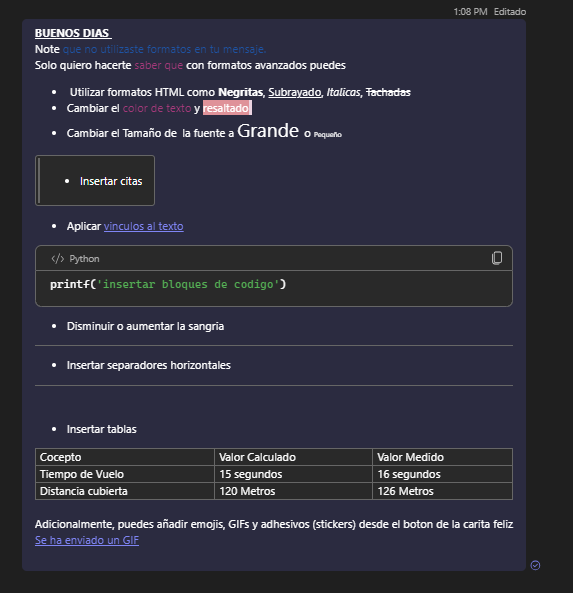 1:08 PM Editado
BUENOS DIAS
Note que no utilizaste formatos en tu mensaje.
Solo quiero hacerte saber que con formatos avanzados puedes
• Utilizar formatos HTML como Negritas, Subrayado, Italicas, Tachadas
• Cambiar el color de texto y resaltado
• Cambiar el Tamaño de la fuente a Grande o Pequeño
• Insertar citas
• Aplicar vínculos al texto
</> Python
printf('insertar bloques de codigo')
• Disminuir o aumentar la sangria
• Insertar separadores horizontales
• Insertar tablas
Cocepto Valor Calculado Valor Medido
Tiempo de Vuelo 15 segundos 16 segundos
Distancia cubierta 120 Metros 126 Metros
Adicionalmente, puedes añadir emojis, GIFs y adhesivos (stickers) desde el boton de la carita feliz
Se ha enviado un GIF